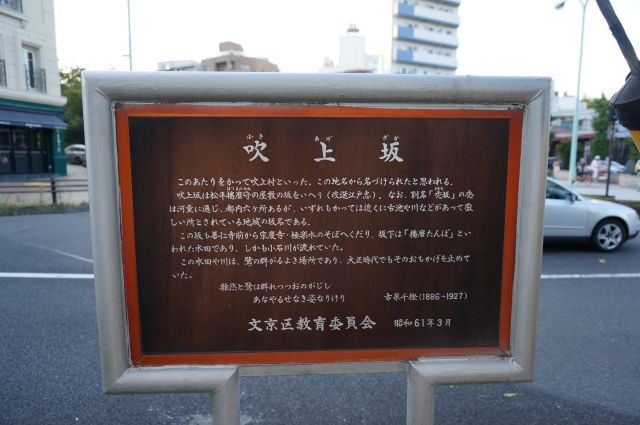 ふき あげ ざか
吹上坂
このあたりをかつて吹上村といった。この地名から名づけられたと思われる。
吹上坂は松平播磨守の屋敷の坂をいへり(改選江戸志)。なお、別名「禿坂」の禿
は河童に通じ、都内六ヶ所あるが、いずれもかつては近くに古池や川などがあって寂
しい所とされている地域の坂名である。
この坂も善仁寺前から宗慶寺・極楽水のそばへくだり、坂下は「播磨たんぼ」とい
われた水田であり、しかも小石川が流れていた。
この水田や川は、鷺の群がるよき場所であり、大正時代でもそのおもかげを止めて
いた。
雑然と鷺は群れつつおのがじし
あなやるせなき姿なりけり 古泉千樫(1886-1927)
文京区教育委員会 昭和61年3月